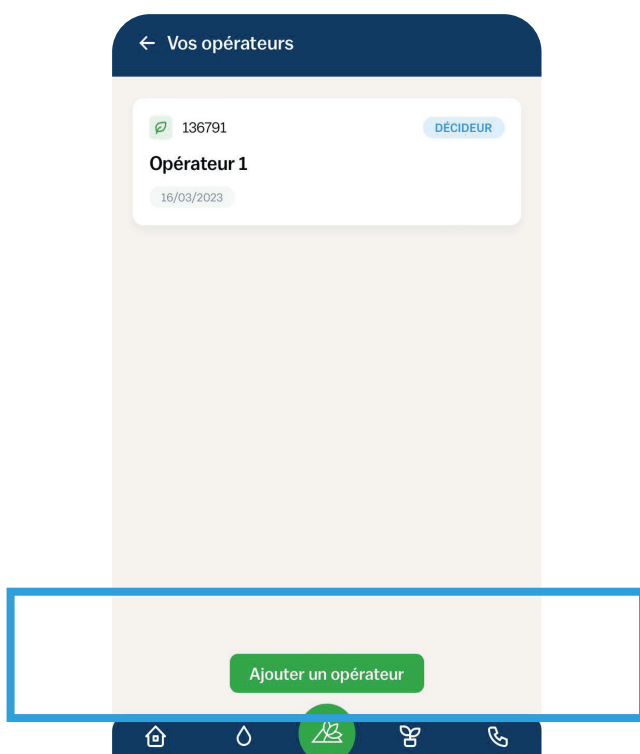 Vos opérateurs
136791
DÉCIDEUR
Opérateur 1
16/03/2023
Ajouter un opérateur